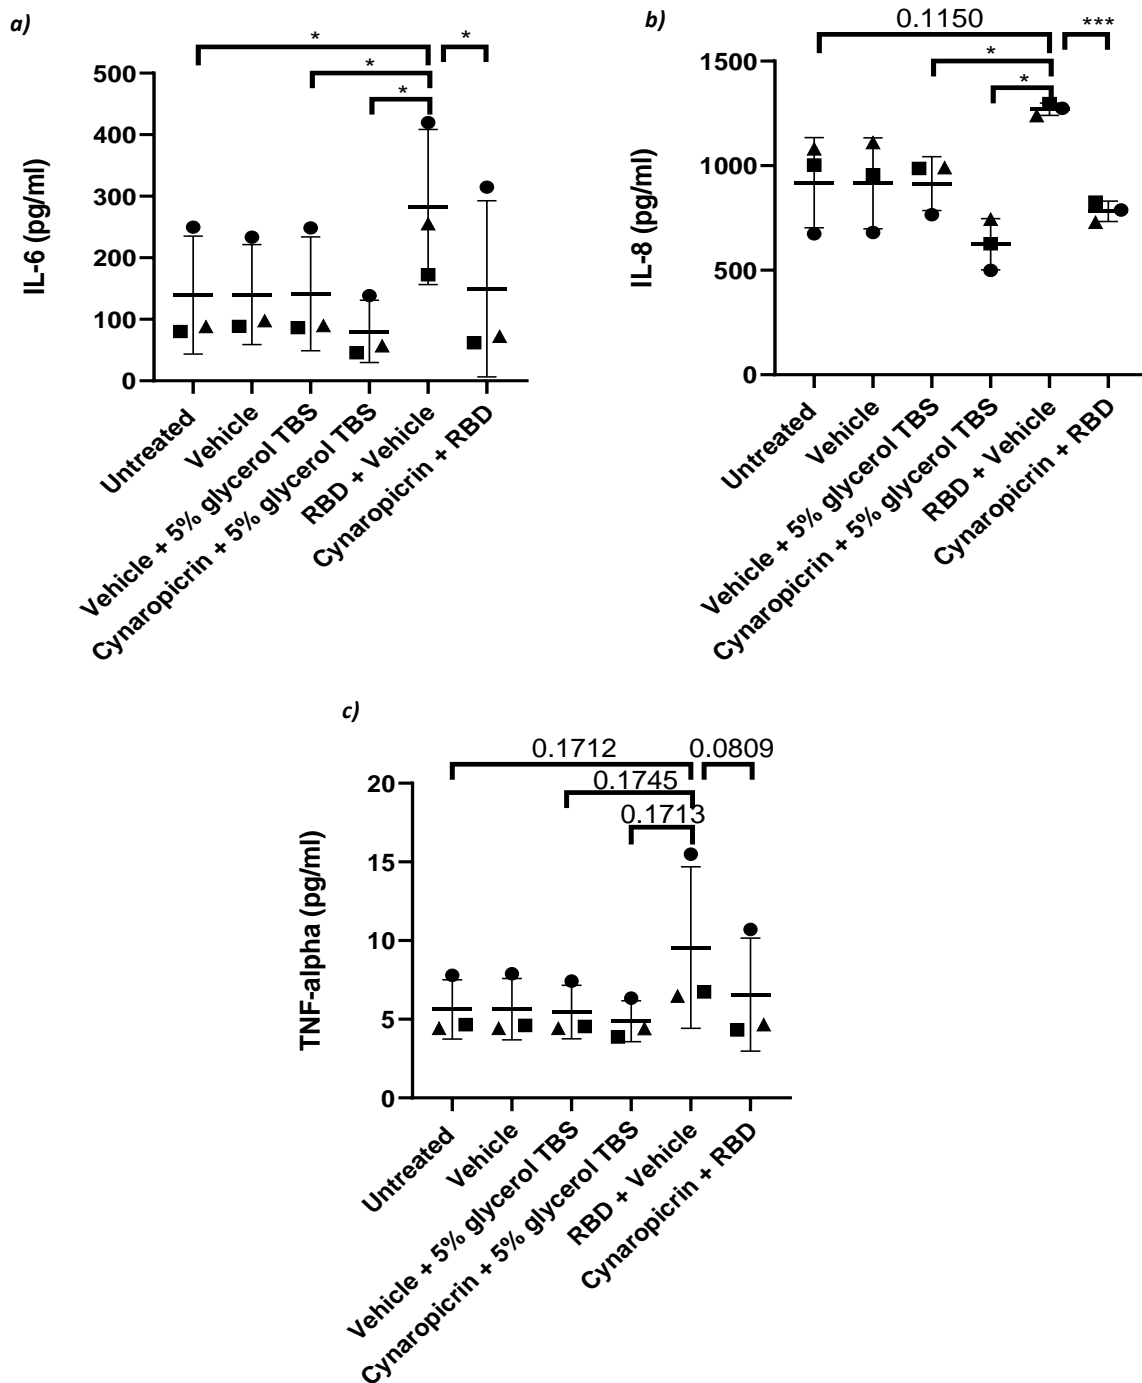 a)
*
*
*
*
500
400
300
200
100
0
IL-6 (pg/ml)
Untreated
Vehicle
Vehicle + 5% glycerol TBS
Cynaropicrin + 5% glycerol TBS
RBD + Vehicle
Cynaropicrin + RBD
b)
0.1150
***
*
*
1500
1000
500
0
IL-8 (pg/ml)
Untreated
Vehicle
Vehicle + 5% glycerol TBS
Cynaropicrin + 5% glycerol TBS
RBD + Vehicle
Cynaropicrin + RBD
c)
0.1712
0.0809
0.1745
0.1713
20
15
10
5
0
TNF-alpha (pg/ml)
Untreated
Vehicle
Vehicle + 5% glycerol TBS
Cynaropicrin + 5% glycerol TBS
RBD + Vehicle
Cynaropicrin + RBD